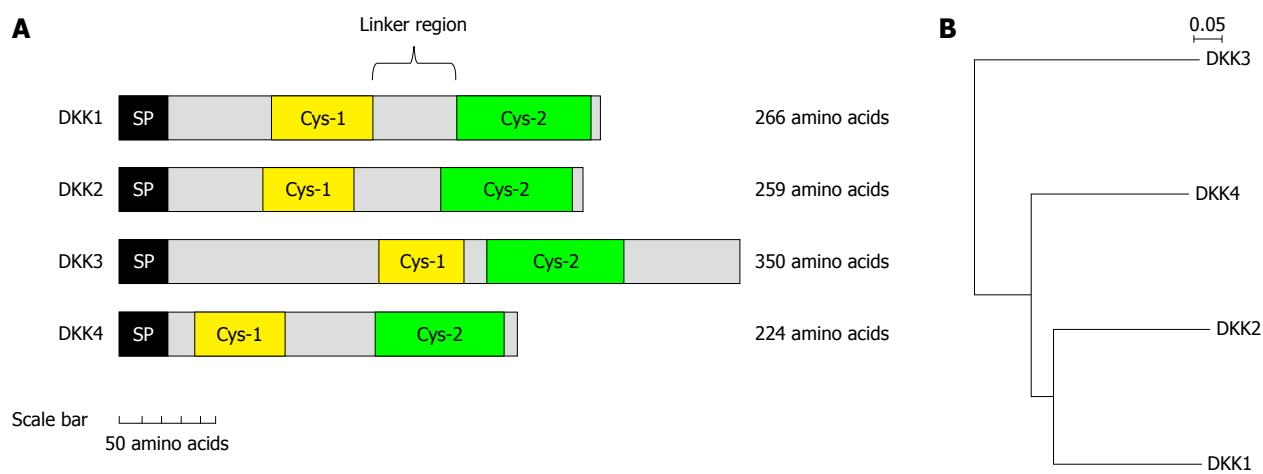 A
Linker region
DKK1 SP Cys-1 Cys-2 266 amino acids
DKK2 SP Cys-1 Cys-2 259 amino acids
DKK3 SP Cys-1 Cys-2 350 amino acids
DKK4 SP Cys-1 Cys-2 224 amino acids
Scale bar
50 amino acids
B
0.05
DKK3
DKK4
DKK2
DKK1